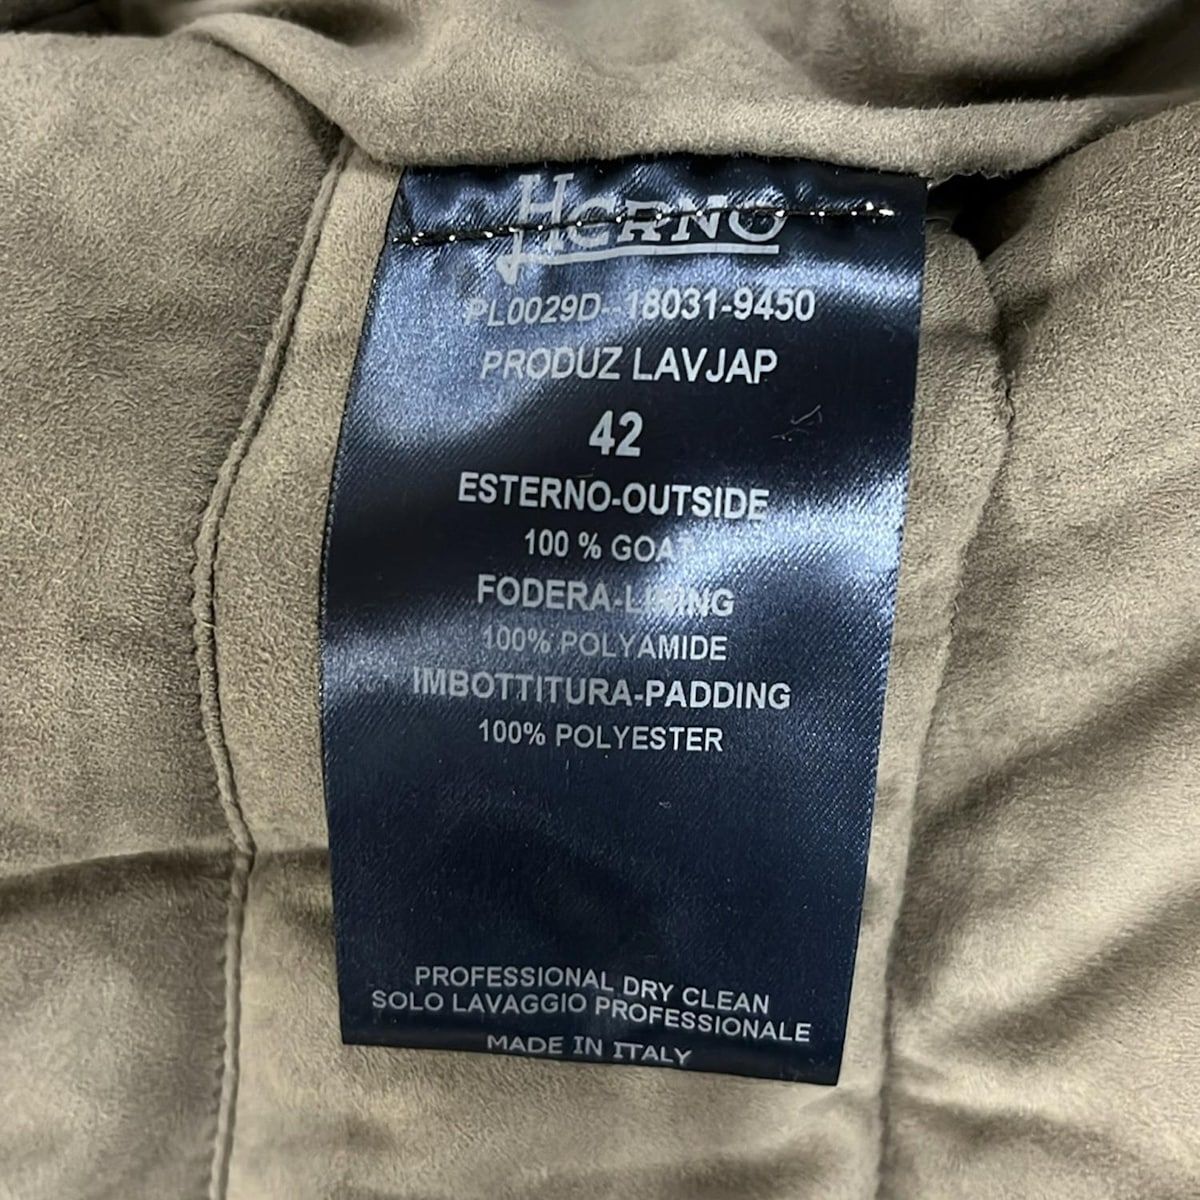 HERNO
PL0029D--18031-9450
PRODUZ LAVJAP
42
ESTERNO-OUTSIDE
100 % GOAT
FODERA-LINING
100% POLYAMIDE
IMBOTTITURA-PADDING
100% POLYESTER
PROFESSIONAL DRY CLEAN
SOLO LAVAGGIO PROFESSIONALE
MADE IN ITALY